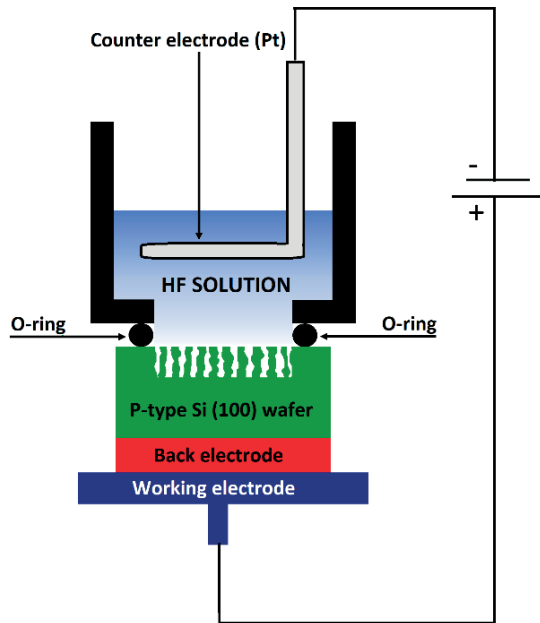 Counter electrode (Pt)
-
+
HF SOLUTION
O-ring
O-ring
P-type Si (100) wafer
Back electrode
Working electrode